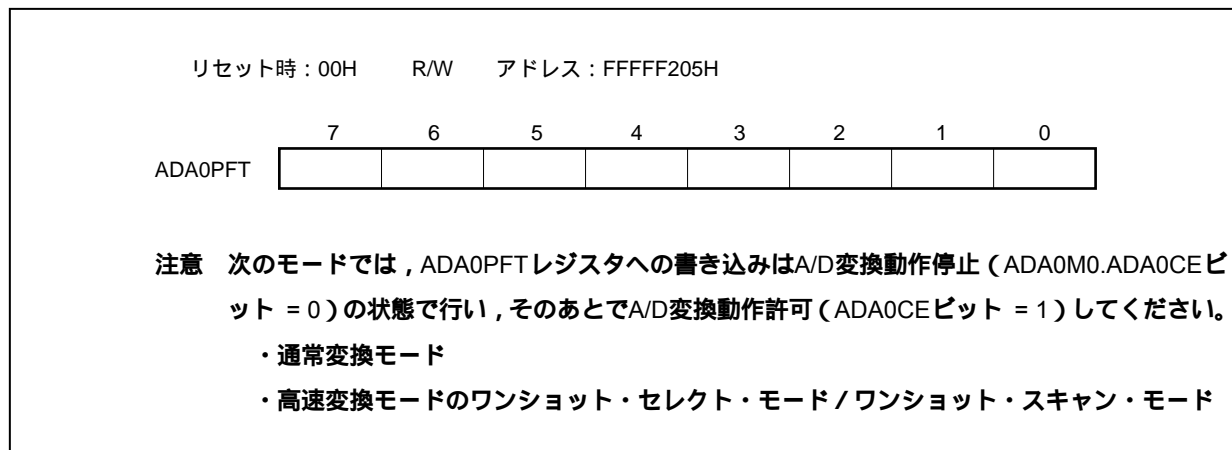 リセット時：00H R/W アドレス：FFFFF205H
7 6 5 4 3 2 1 0
ADA0PFT
注意 次のモードでは，ADA0PFTレジスタへの書き込みはA/D変換動作停止（ADA0M0.ADA0CEビ
ット = 0）の状態で行い，そのあとでA/D変換動作許可（ADA0CEビット = 1）してください。
・通常変換モード
・高速変換モードのワンショット・セレクト・モード／ワンショット・スキャン・モード